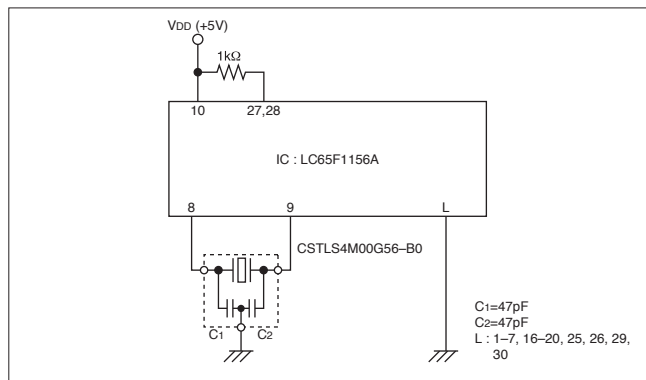 VDD (+5V)
1kΩ
10
27,28
IC : LC65F1156A
8
9
L
CSTLS4M00G56–B0
C1
C2
C1=47pF
C2=47pF
L : 1–7, 16–20, 25, 26, 29,
30